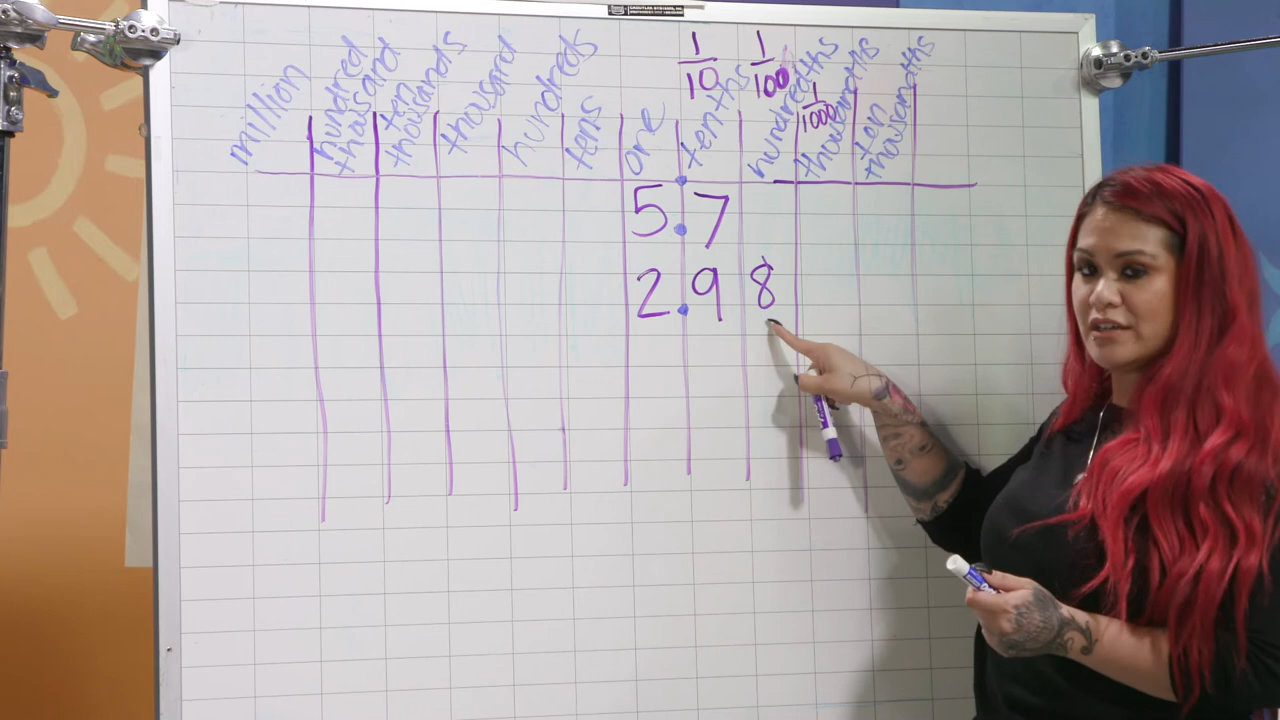 million hundred thousand ten thousands thousand hundreds tens one . tenths hundredths thousandths ten thousandths
1/10 1/100 1/1000
5.7
2.98